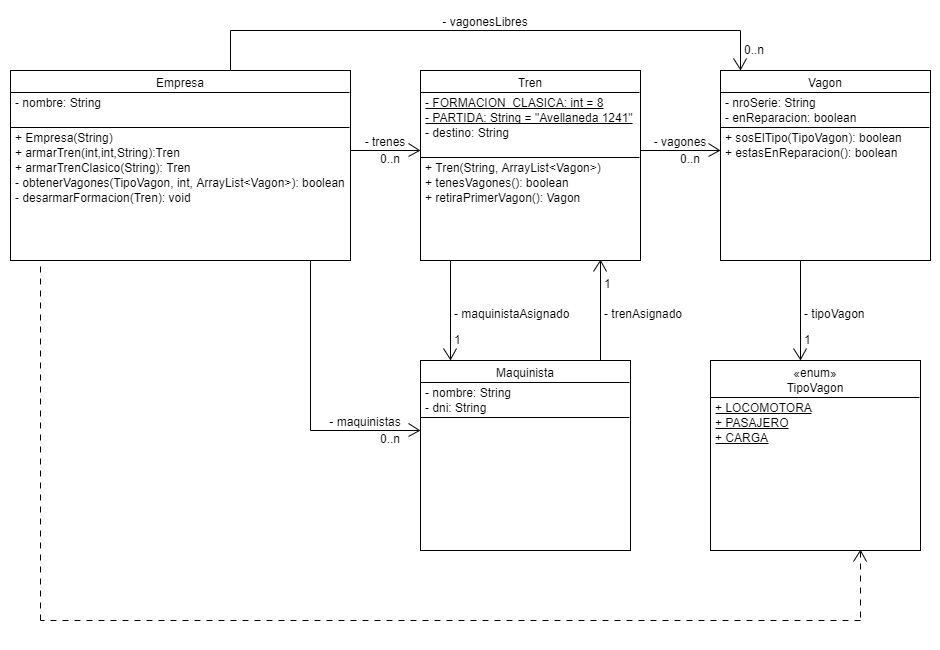 - vagonesLibres
0..n
Empresa
- nombre: String
+ Empresa(String)
+ armarTren(int,int,String):Tren
+ armarTrenClasico(String): Tren
- obtenerVagones(TipoVagon, int, ArrayList<Vagon>): boolean
- desarmarFormacion(Tren): void
- trenes
0..n
Tren
- FORMACION_CLASICA: int = 8
- PARTIDA: String = "Avellaneda 1241"
- destino: String
+ Tren(String, ArrayList<Vagon>)
+ tenesVagones(): boolean
+ retiraPrimerVagon(): Vagon
- vagones
0..n
Vagon
- nroSerie: String
- enReparacion: boolean
+ sosElTipo(TipoVagon): boolean
+ estasEnReparacion(): boolean
- maquinistaAsignado
1
1
- trenAsignado
- tipoVagon
1
- maquinistas
0..n
Maquinista
- nombre: String
- dni: String
«enum»
TipoVagon
+ LOCOMOTORA
+ PASAJERO
+ CARGA